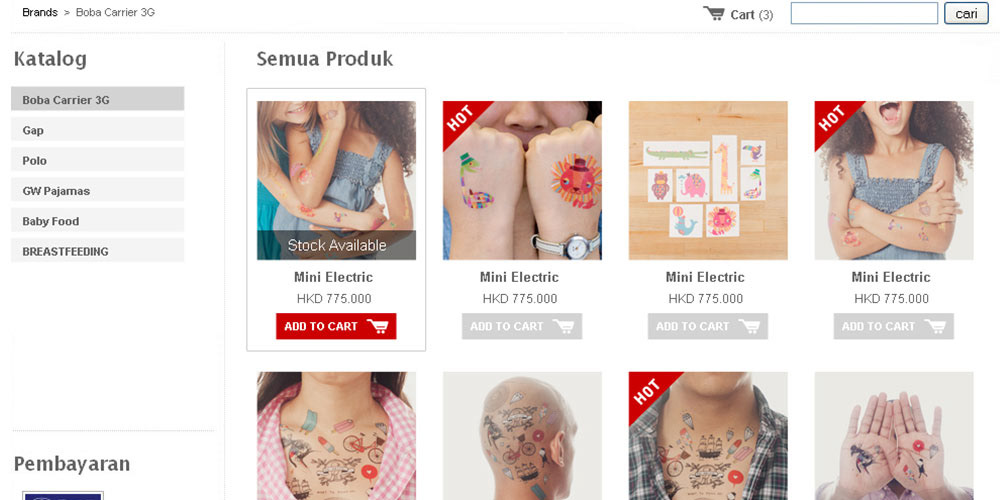 Brands > Boba Carrier 3G
Cart (3)
cari
Katalog
Boba Carrier 3G
Gap
Polo
GW Pajamas
Baby Food
BREASTFEEDING
Semua Produk
HOT
HOT
Stock Available
Mini Electric
Mini Electric
Mini Electric
Mini Electric
HKD 775.000
HKD 775.000
HKD 775.000
HKD 775.000
ADD TO CART
ADD TO CART
ADD TO CART
ADD TO CART
HOT
Pembayaran